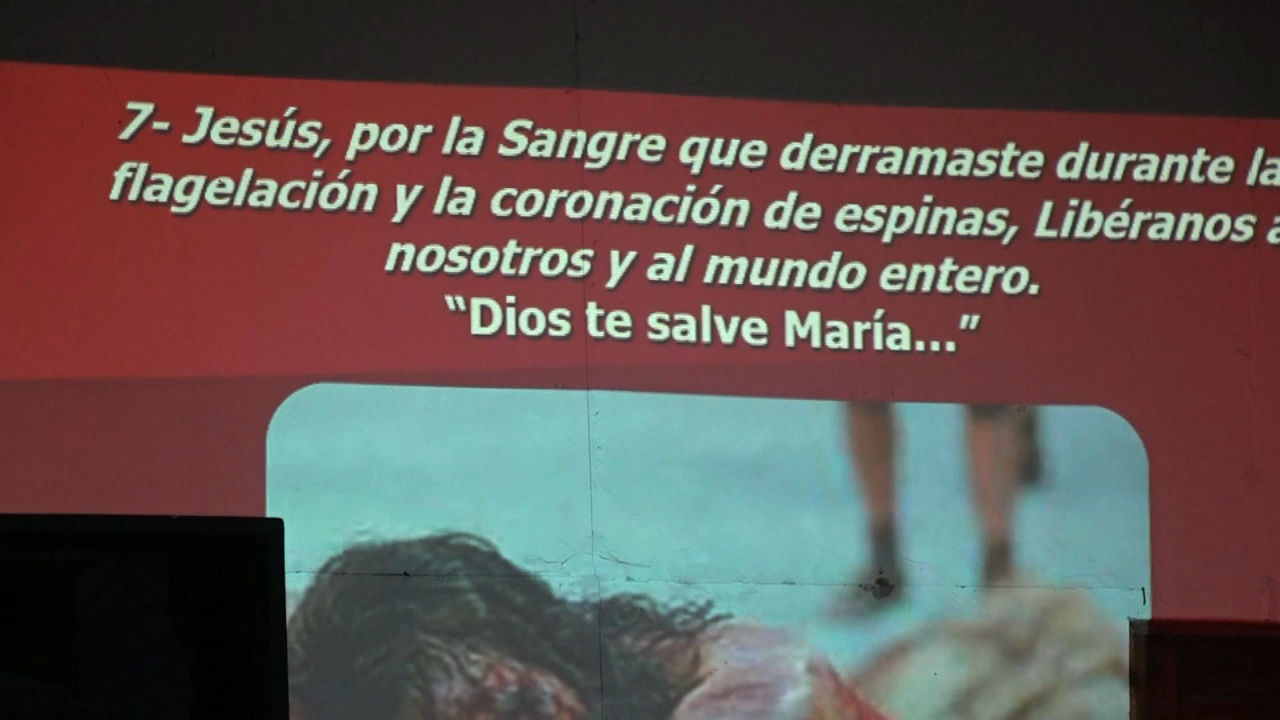 7- Jesús, por la Sangre que derramaste durante la
flagelación y la coronación de espinas, Libéranos a
nosotros y al mundo entero.
“Dios te salve María...”